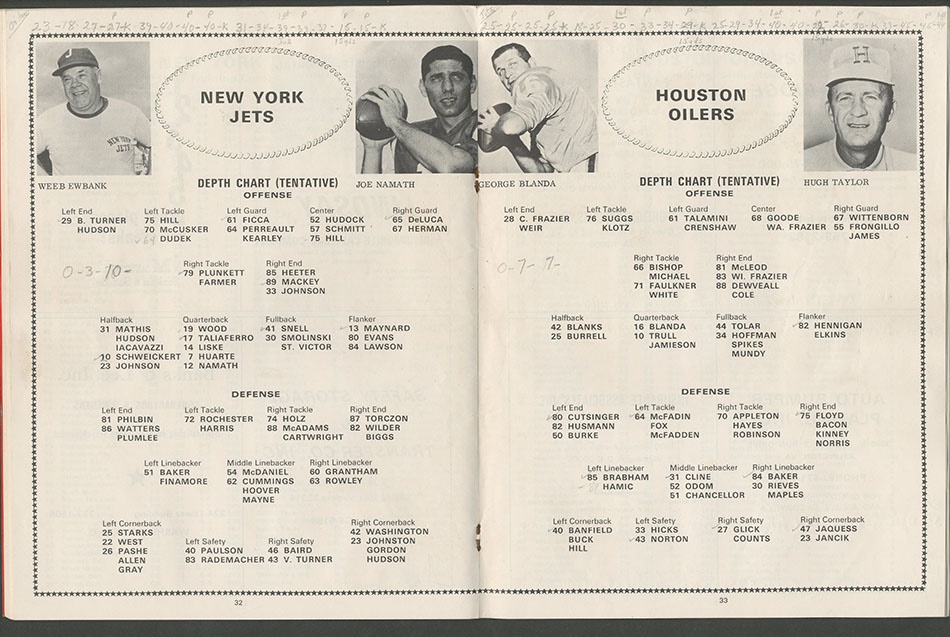 NEW YORK
JETS
WEEB EWBANK
JOE NAMATH
DEPTH CHART (TENTATIVE)
OFFENSE
Left End
29 B. TURNER
HUDSON
Left Tackle
75 HILL
70 McCUSKER
64 DUDEK
Left Guard
61 FICCA
64 PERREAULT
KEARLEY
Center
52 HUDOCK
57 SCHMITT
75 HILL
Right Guard
65 DeLUCA
67 HERMAN
0-3-10-
Right Tackle
79 PLUNKETT
FARMER
Right End
85 HEETER
89 MACKEY
33 JOHNSON
Halfback
31 MATHIS
HUDSON
IACAVAZZI
10 SCHWEICKERT
23 JOHNSON
Quarterback
19 WOOD
17 TALIAFERRO
14 LISKE
7 HUARTE
12 NAMATH
Fullback
41 SNELL
30 SMOLINSKI
ST. VICTOR
Flanker
13 MAYNARD
80 EVANS
84 LAWSON
DEFENSE
Left End
81 PHILBIN
86 WATTERS
PLUMLEE
Left Tackle
72 ROCHESTER
HARRIS
Right Tackle
74 HOLZ
88 McADAMS
CARTWRIGHT
Right End
87 TORCZON
82 WILDER
BIGGS
Left Linebacker
51 BAKER
FINAMORE
Middle Linebacker
54 McDANIEL
62 CUMMINGS
HOOVER
MAYNE
Right Linebacker
60 GRANTHAM
63 ROWLEY
Left Cornerback
25 STARKS
22 WEST
26 PASHE
ALLEN
GRAY
Left Safety
40 PAULSON
83 RADEMACHER
Right Safety
46 BAIRD
43 V. TURNER
Right Cornerback
42 WASHINGTON
23 JOHNSTON
GORDON
HUDSON
32
HOUSTON
OILERS
GEORGE BLANDA
HUGH TAYLOR
DEPTH CHART (TENTATIVE)
OFFENSE
Left End
28 C. FRAZIER
WEIR
Left Tackle
76 SUGGS
KLOTZ
Left Guard
61 TALAMINI
CRENSHAW
Center
68 GOODE
WA. FRAZIER
Right Guard
67 WITTENBORN
55 FRONGILLO
JAMES
0-7-7-
Right Tackle
66 BISHOP
MICHAEL
71 FAULKNER
WHITE
Right End
81 McLEOD
83 WI. FRAZIER
88 DEWVEALL
COLE
Halfback
42 BLANKS
25 BURRELL
Quarterback
16 BLANDA
10 TRULL
JAMIESON
Fullback
44 TOLAR
34 HOFFMAN
SPIKES
MUNDY
Flanker
82 HENNIGAN
ELKINS
DEFENSE
Left End
80 CUTSINGER
82 HUSMANN
50 BURKE
Left Tackle
64 McFADIN
FOX
McFADDEN
Right Tackle
70 APPLETON
HAYES
ROBINSON
Right End
75 FLOYD
BACON
KINNEY
NORRIS
Left Linebacker
85 BRABHAM
HAMIC
Middle Linebacker
31 CLINE
52 ODOM
51 CHANCELLOR
Right Linebacker
84 BAKER
30 RIEVES
MAPLES
Left Cornerback
40 BANFIELD
BUCK
HILL
Left Safety
33 HICKS
43 NORTON
Right Safety
27 GLICK
COUNTS
Right Cornerback
47 JAQUESS
23 JANCIK
33